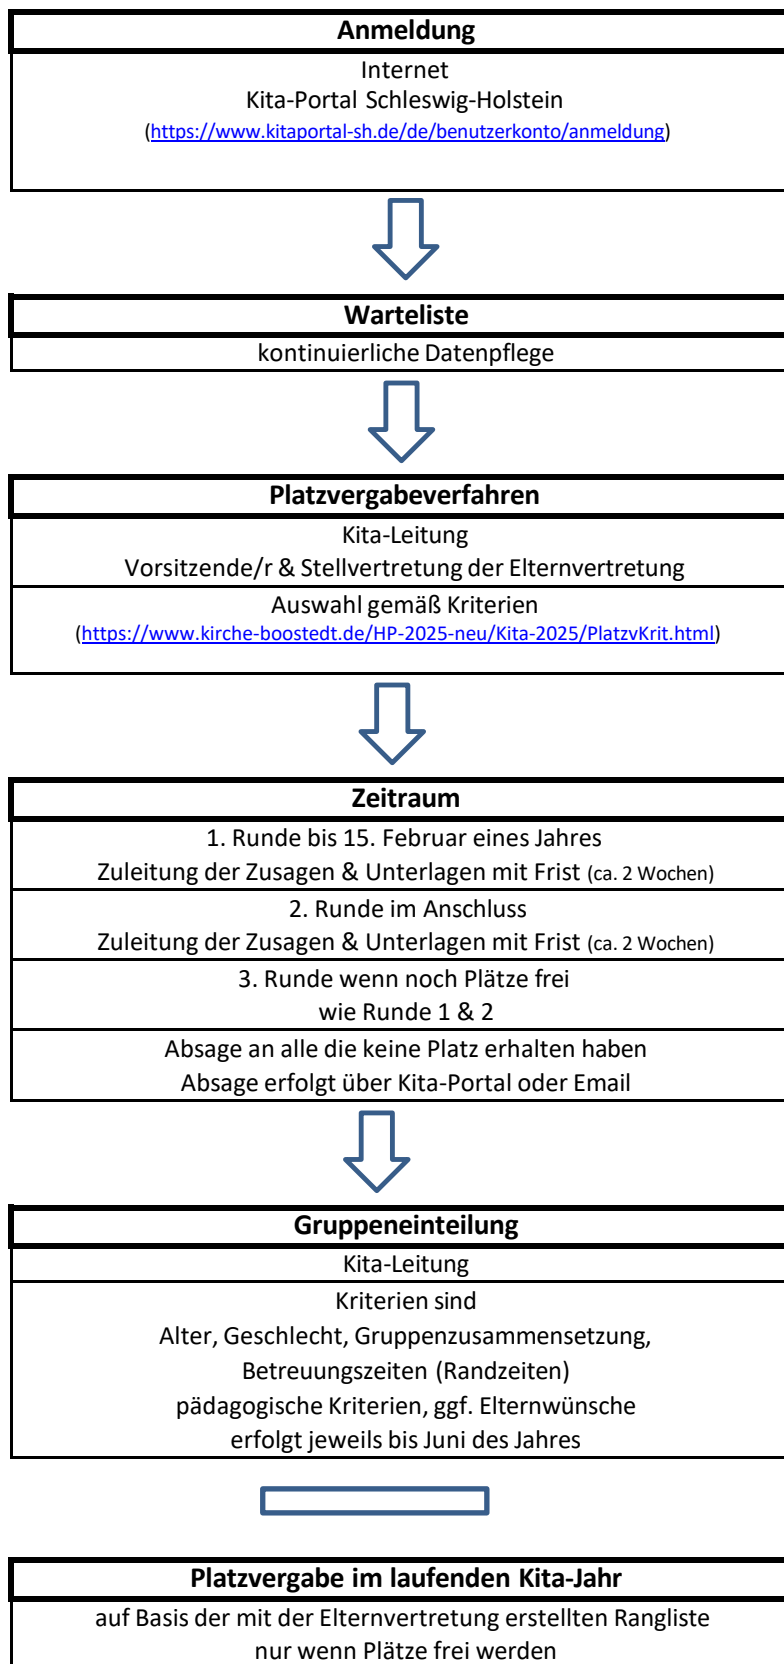 Anmeldung
Internet
Kita-Portal Schleswig-Holstein
(https://www.kitaportal-sh.de/de/benutzerkonto/anmeldung)
Warteliste
kontinuierliche Datenpflege
Platzvergabeverfahren
Kita-Leitung
Vorsitzende/r & Stellvertretung der Elternvertretung
Auswahl gemäß Kriterien
(https://www.kirche-boostedt.de/HP-2025-neu/Kita-2025/PlatzvKrit.html)
Zeitraum
1. Runde bis 15. Februar eines Jahres
Zuleitung der Zusagen & Unterlagen mit Frist (ca. 2 Wochen)
2. Runde im Anschluss
Zuleitung der Zusagen & Unterlagen mit Frist (ca. 2 Wochen)
3. Runde wenn noch Plätze frei
wie Runde 1 & 2
Absage an alle die keine Platz erhalten haben
Absage erfolgt über Kita-Portal oder Email
Gruppeneinteilung
Kita-Leitung
Kriterien sind
Alter, Geschlecht, Gruppenzusammensetzung,
Betreuungszeiten (Randzeiten)
pädagogische Kriterien, ggf. Elternwünsche
erfolgt jeweils bis Juni des Jahres
Platzvergabe im laufenden Kita-Jahr
auf Basis der mit der Elternvertretung erstellten Rangliste
nur wenn Plätze frei werden